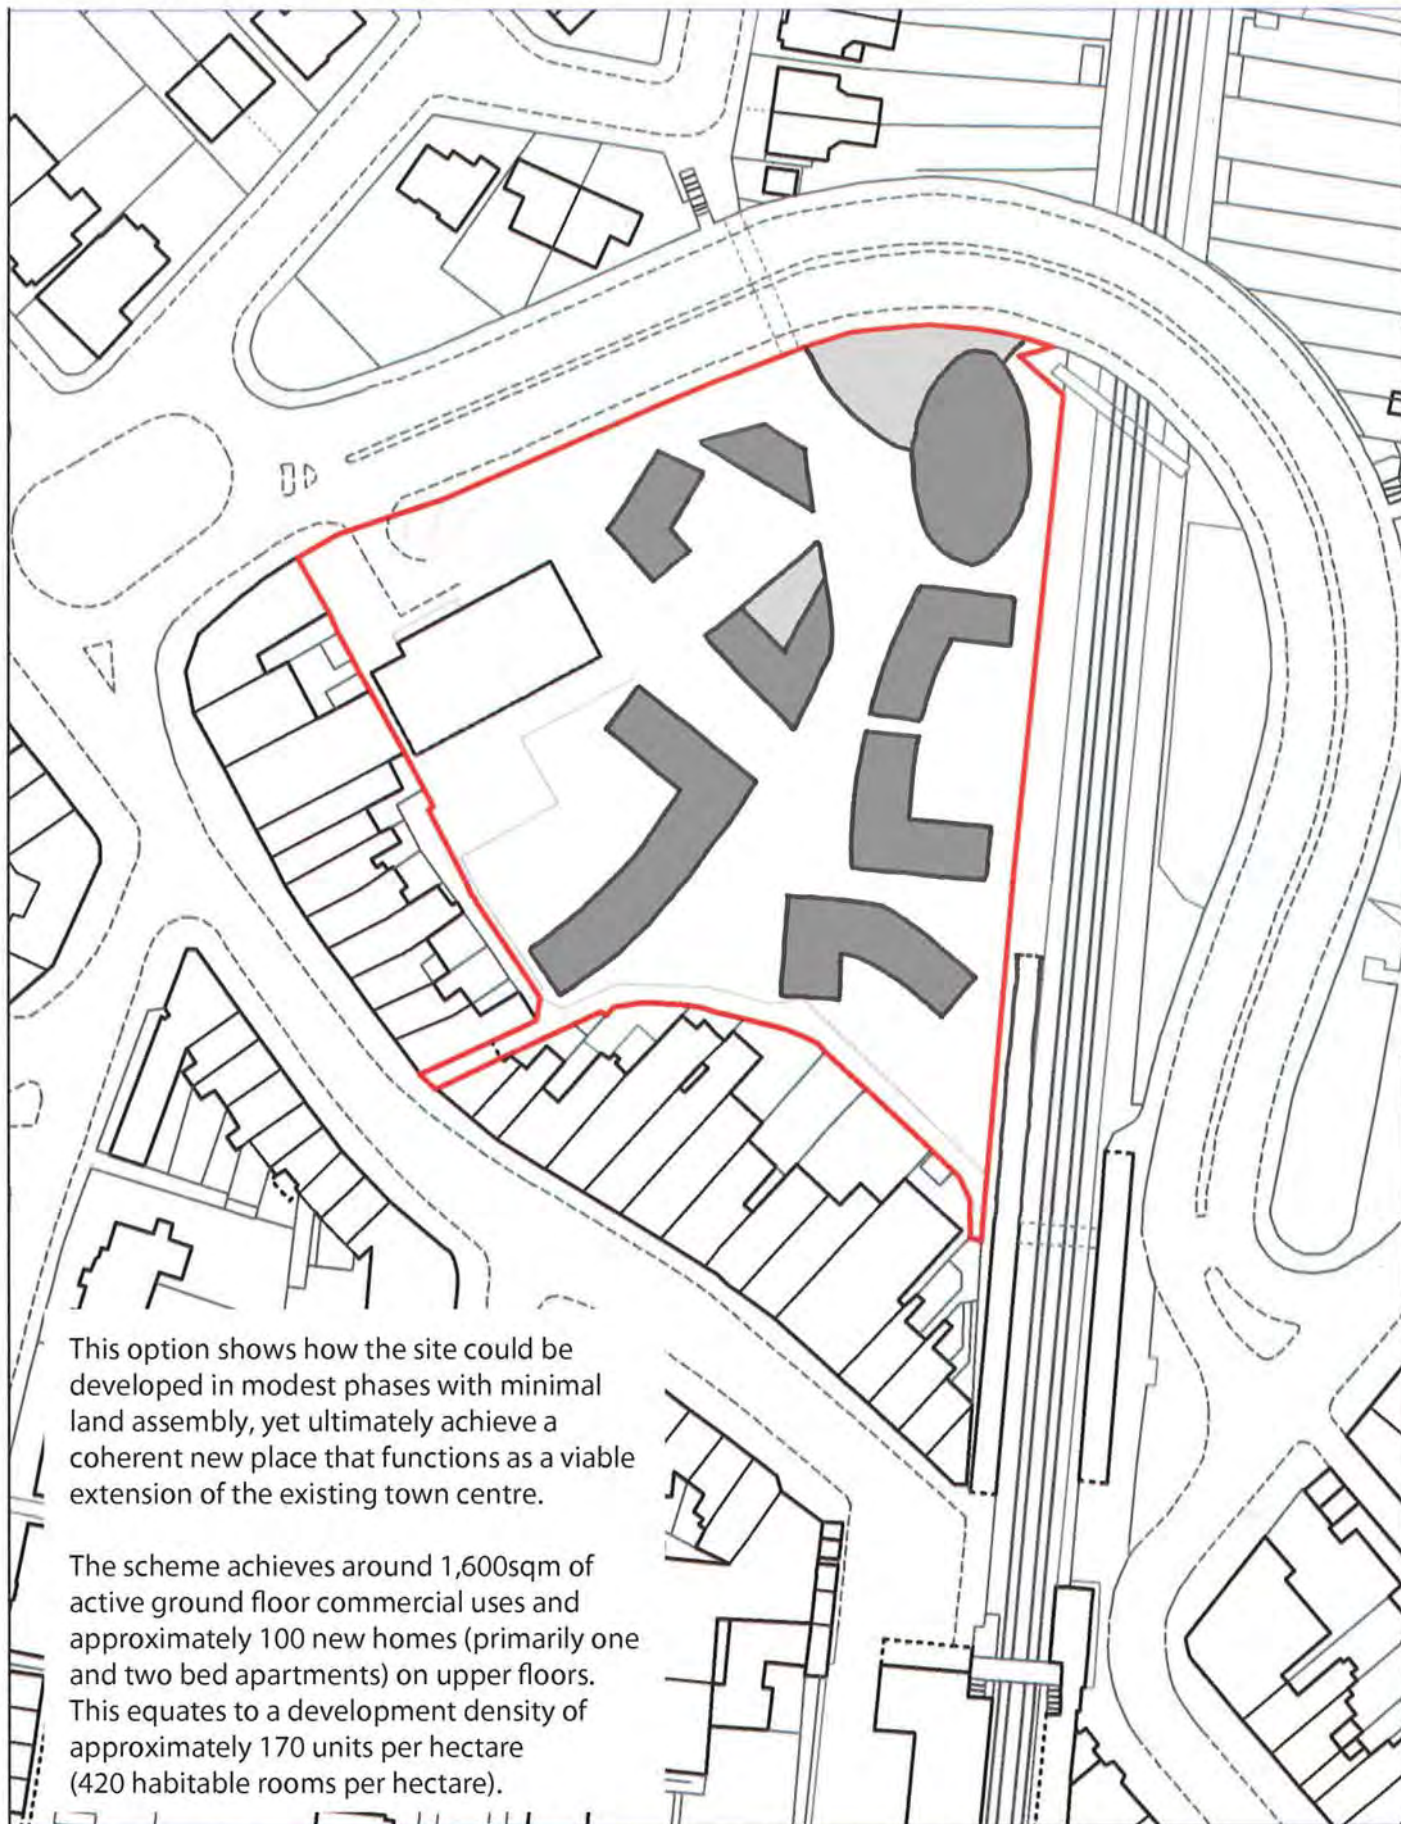 This option shows how the site could be
developed in modest phases with minimal
land assembly, yet ultimately achieve a
coherent new place that functions as a viable
extension of the existing town centre.
The scheme achieves around 1,600sqm of
active ground floor commercial uses and
approximately 100 new homes (primarily one
and two bed apartments) on upper floors.
This equates to a development density of
approximately 170 units per hectare
(420 habitable rooms per hectare).